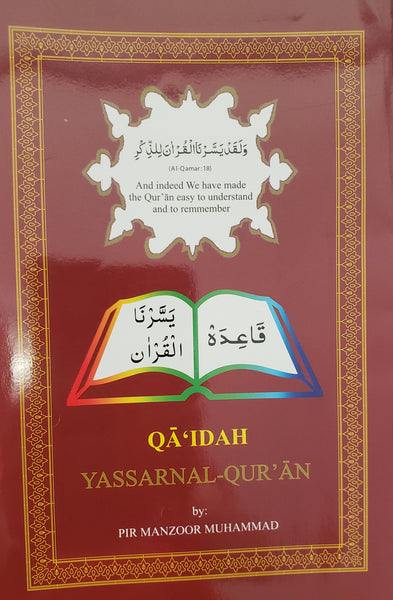 وَلَقَدْ يَسَّرْنَا الْقُرْاٰنَ لِلذِّكْرِ
(Al-Qamar:18)
And indeed We have made
the Qur'ān easy to understand
and to remmember
قَاعِدَهْ
يَسَّرْنَا
الْقُرْاٰن
QĀ‘IDAH
YASSARNAL-QUR’ĀN
by:
PIR MANZOOR MUHAMMAD